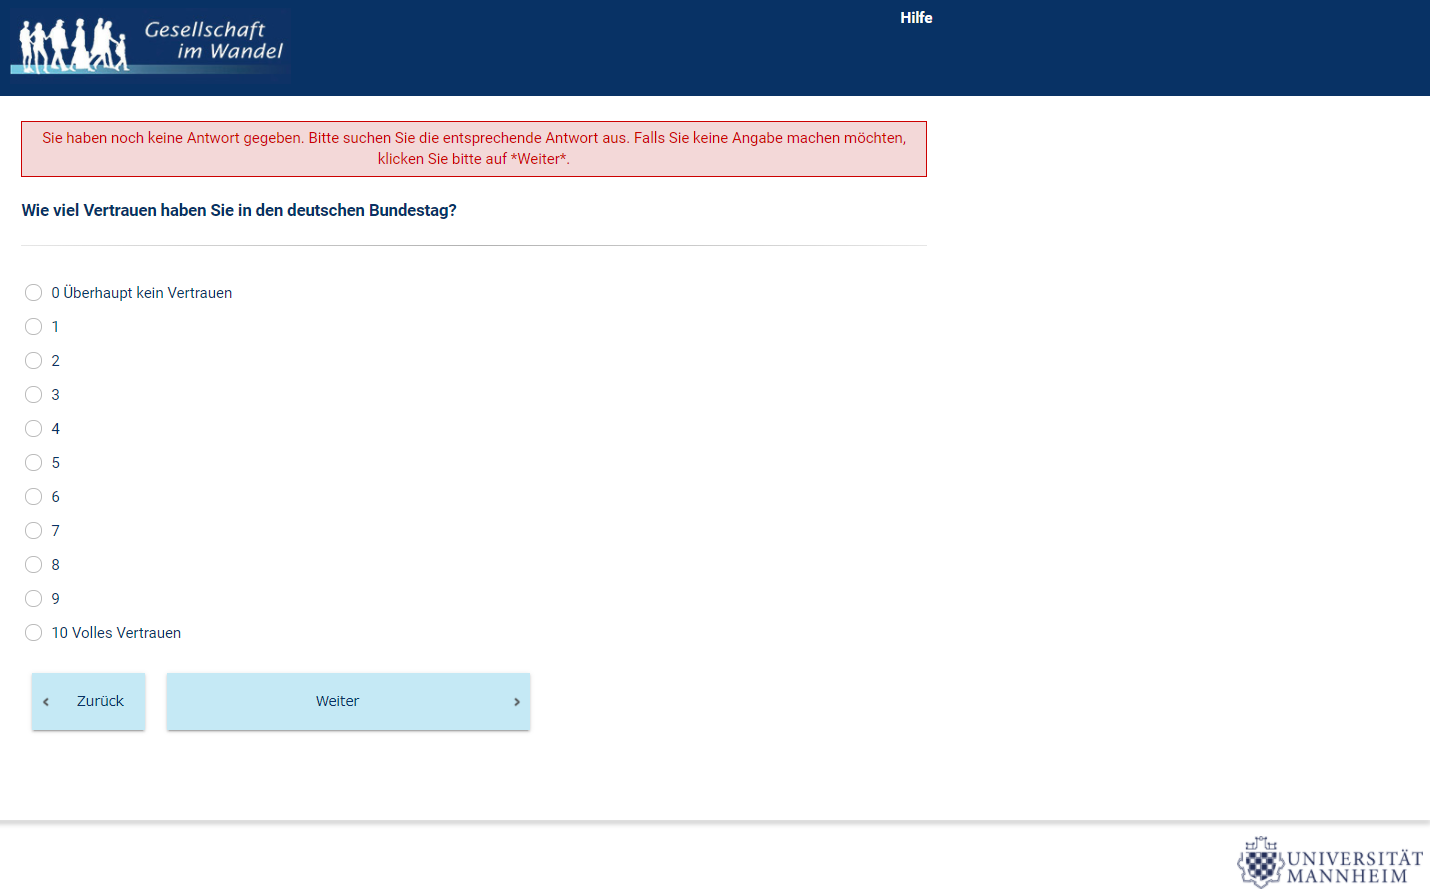 Gesellschaft
im Wandel
Hilfe
Sie haben noch keine Antwort gegeben. Bitte suchen Sie die entsprechende Antwort aus. Falls Sie keine Angabe machen möchten,
klicken Sie bitte auf *Weiter*.
Wie viel Vertrauen haben Sie in den deutschen Bundestag?
0 Überhaupt kein Vertrauen
1
2
3
4
5
6
7
8
9
10 Volles Vertrauen
‹ Zurück
Weiter ›
UNIVERSITÄT
MANNHEIM